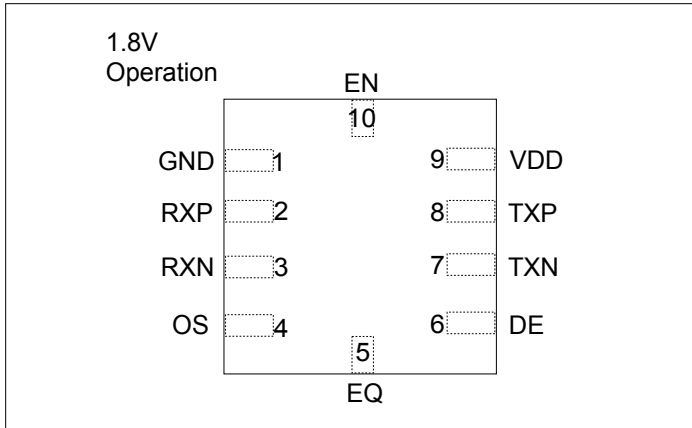 1.8V
Operation
EN
10
GND 1 9 VDD
RXP 2 8 TXP
RXN 3 7 TXN
OS 4 6 DE
5
EQ